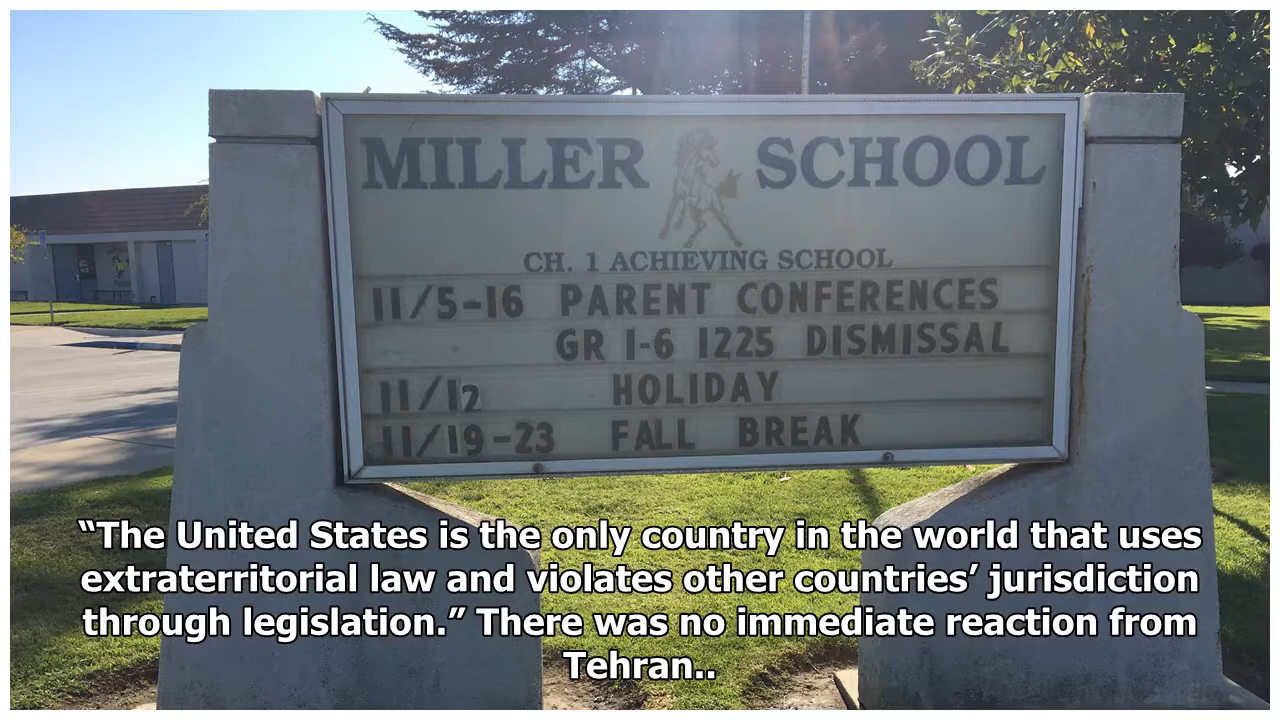 MILLER SCHOOL
CH. 1 ACHIEVING SCHOOL
11/5-16 PARENT CONFERENCES
GR 1-6 1225 DISMISSAL
11/12 HOLIDAY
11/19-23 FALL BREAK
“The United States is the only country in the world that uses
extraterritorial law and violates other countries’ jurisdiction
through legislation.” There was no immediate reaction from
Tehran..